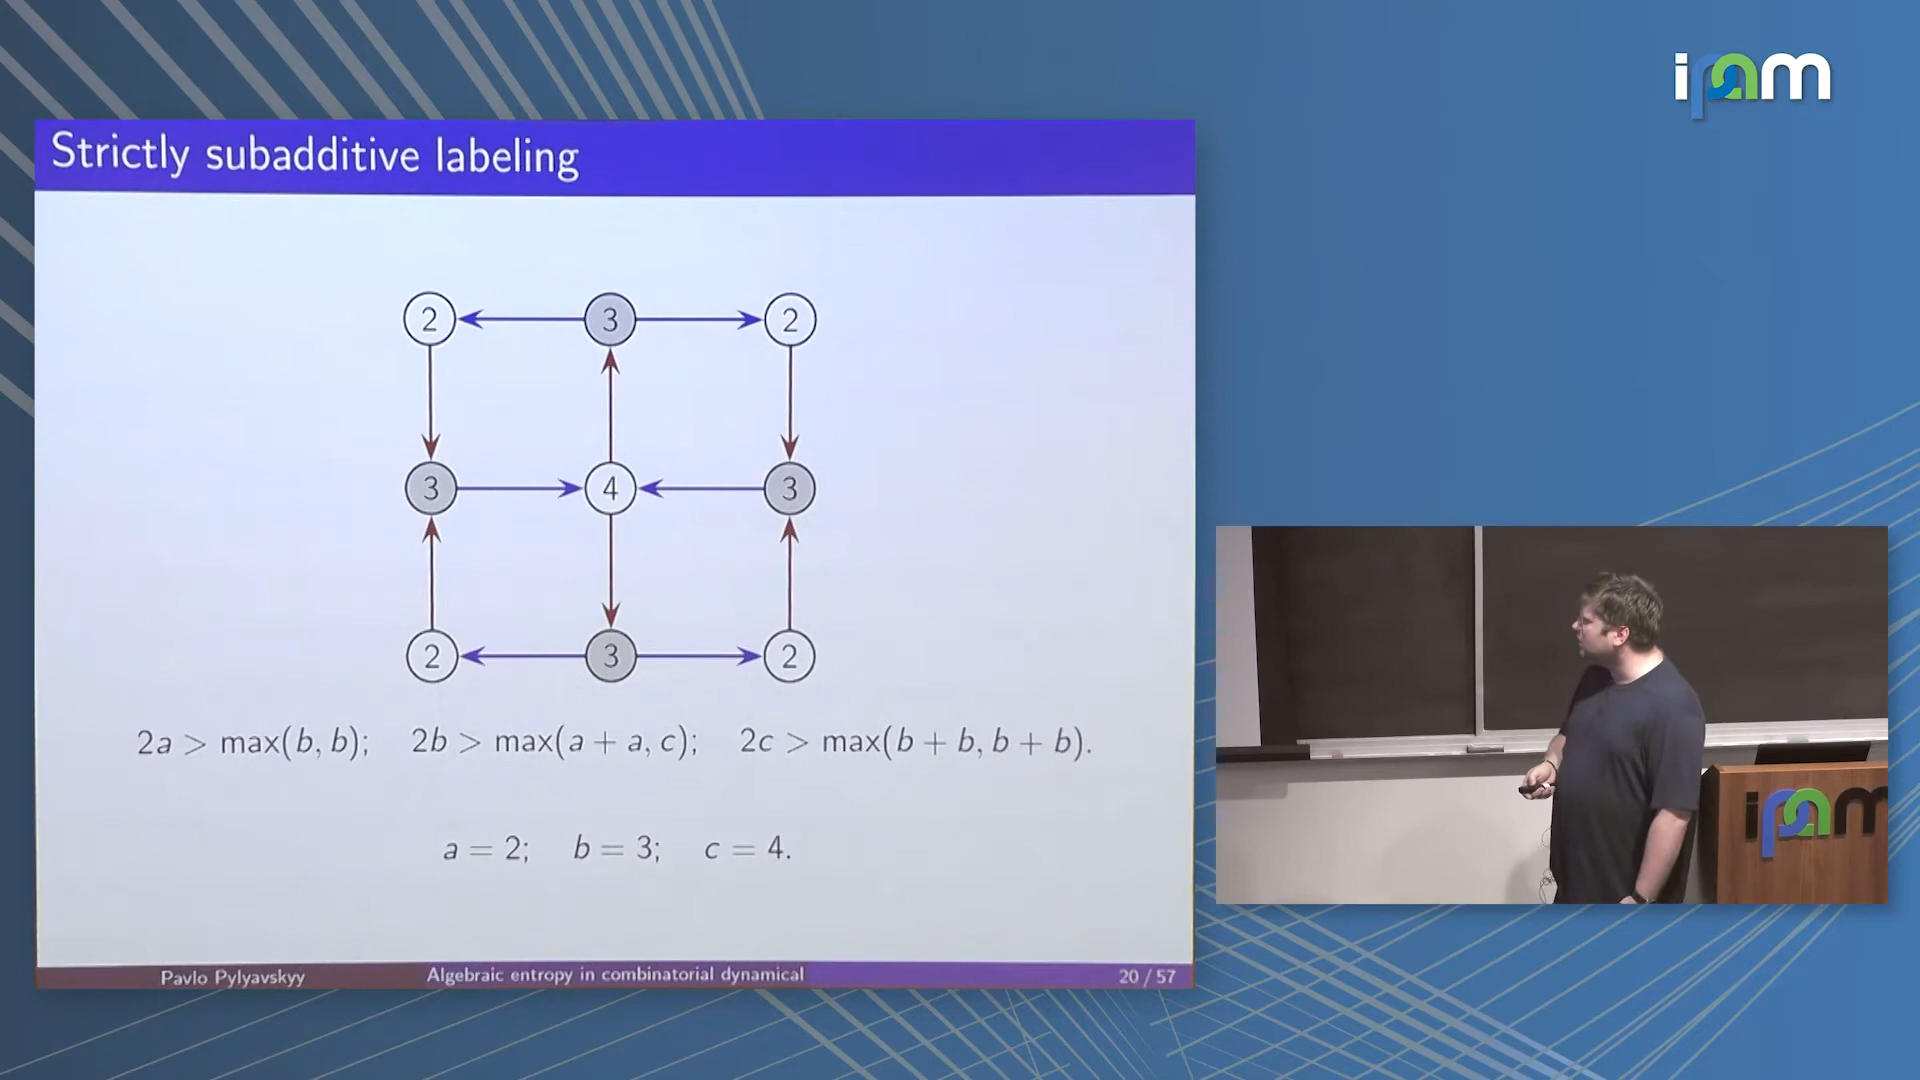 ipam
Strictly subadditive labeling
2 3 2
3 4 3
2 3 2
2a > max(b, b); 2b > max(a + a, c); 2c > max(b + b, b + b).
a = 2; b = 3; c = 4.
Pavlo Pylyavskyy Algebraic entropy in combinatorial dynamical 20 / 57
ipam